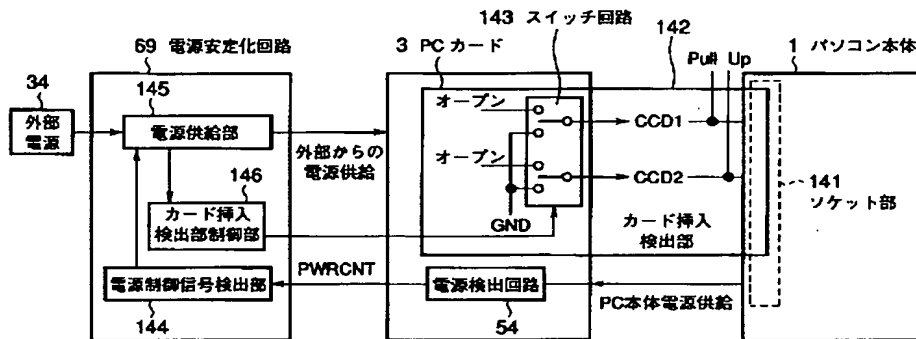 143 スイッチ回路
142
69 電源安定化回路
3 PCカード
1 パソコン本体
Pull Up
34
外部
電源
145
電源供給部
オープン
CCD1
外部からの
電源供給
オープン
CCD2
146
141
ソケット部
カード挿入
検出部制御部
GND
カード挿入
検出部
PWRCNT
電源制御信号検出部
電源検出回路
PC本体電源供給
144
54